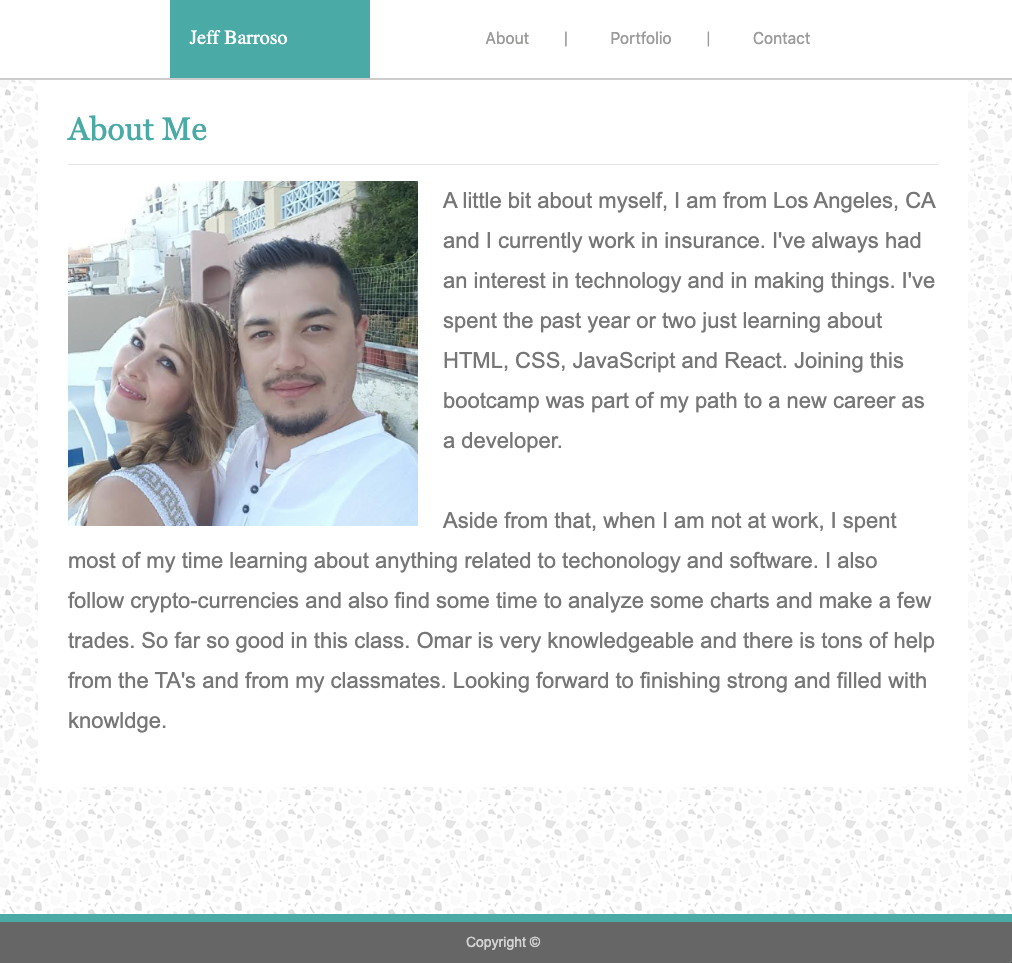 Jeff Barroso
About | Portfolio | Contact
About Me
A little bit about myself, I am from Los Angeles, CA
and I currently work in insurance. I've always had
an interest in technology and in making things. I've
spent the past year or two just learning about
HTML, CSS, JavaScript and React. Joining this
bootcamp was part of my path to a new career as
a developer.
Aside from that, when I am not at work, I spent
most of my time learning about anything related to techonology and software. I also
follow crypto-currencies and also find some time to analyze some charts and make a few
trades. So far so good in this class. Omar is very knowledgeable and there is tons of help
from the TA's and from my classmates. Looking forward to finishing strong and filled with
knowldge.
Copyright ©